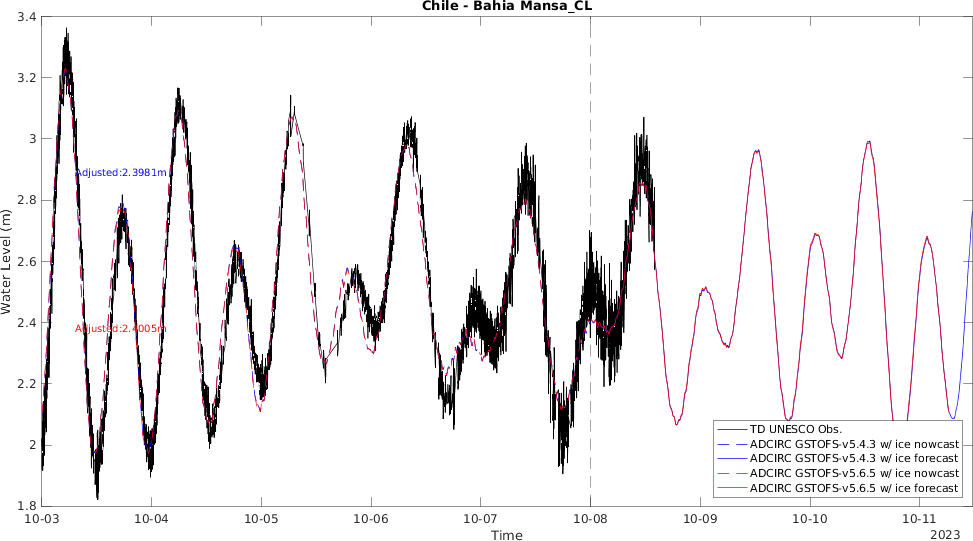 Chile - Bahia Mansa_CL
3.4
3.2
3
2.8
2.6
2.4
2.2
2
1.8
Water Level (m)
Adjusted:2.3981m
Adjusted:2.4005m
TD UNESCO Obs.
ADCIRC GSTOFS-v5.4.3 w/ ice nowcast
ADCIRC GSTOFS-v5.4.3 w/ ice forecast
ADCIRC GSTOFS-v5.6.5 w/ ice nowcast
ADCIRC GSTOFS-v5.6.5 w/ ice forecast
10-03 10-04 10-05 10-06 10-07 10-08 10-09 10-10 10-11
Time
2023